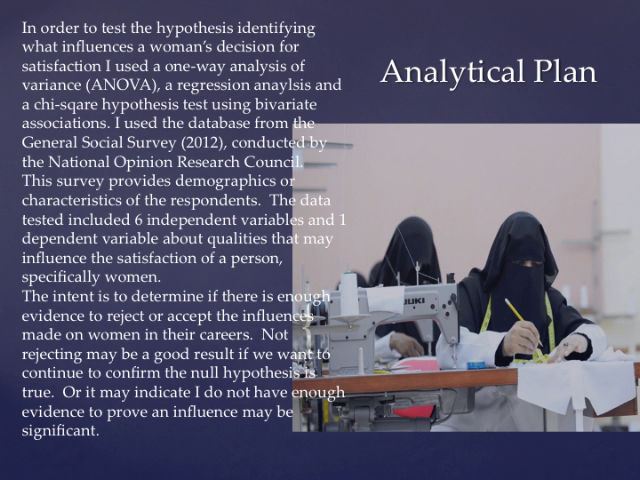 In order to test the hypothesis identifying
what influences a woman's decision for
satisfaction I used a one-way analysis of
variance (ANOVA), a regression anaylsis and
a chi-sqare hypothesis test using bivariate
associations. I used the database from the
General Social Survey (2012), conducted by
the National Opinion Research Council.
This survey provides demographics or
characteristics of the respondents.  The data
tested included 6 independent variables and 1
dependent variable about qualities that may
influence the satisfaction of a person,
specifically women.
The intent is to determine if there is enough
evidence to reject or accept the influences
made on women in their careers.  Not
rejecting may be a good result if we want to
continue to confirm the null hypothesis is
true.  Or it may indicate I do not have enough
evidence to prove an influence may be
significant.
Analytical Plan
JUKI